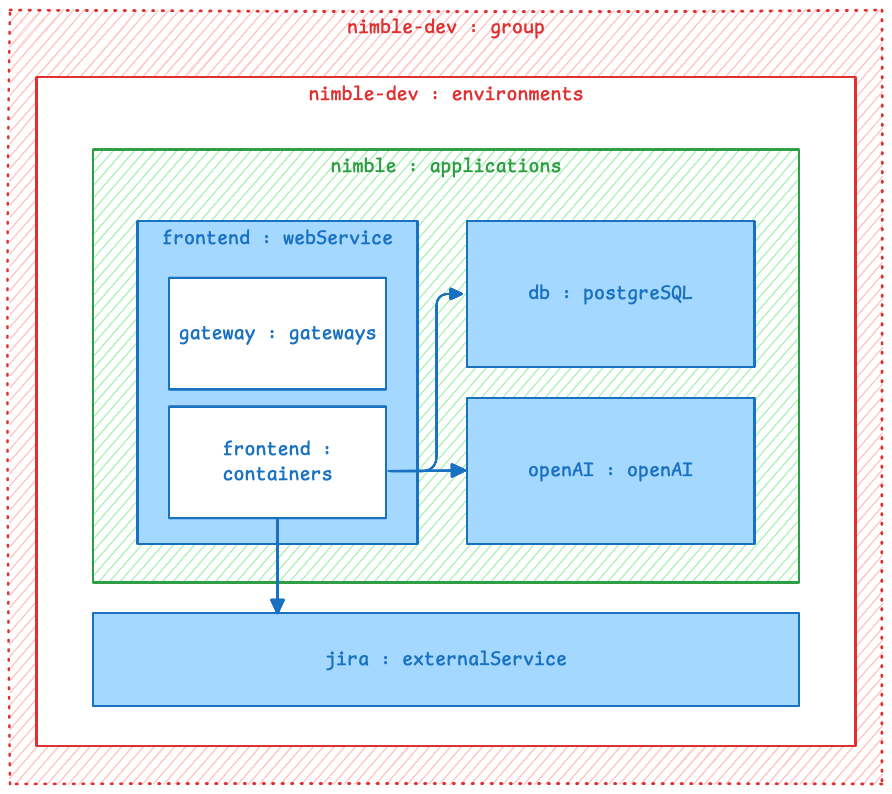 nimble-dev : group
nimble-dev : environments
nimble : applications
frontend : webService
gateway : gateways
frontend :
containers
db : postgreSQL
openAI : openAI
jira : externalService